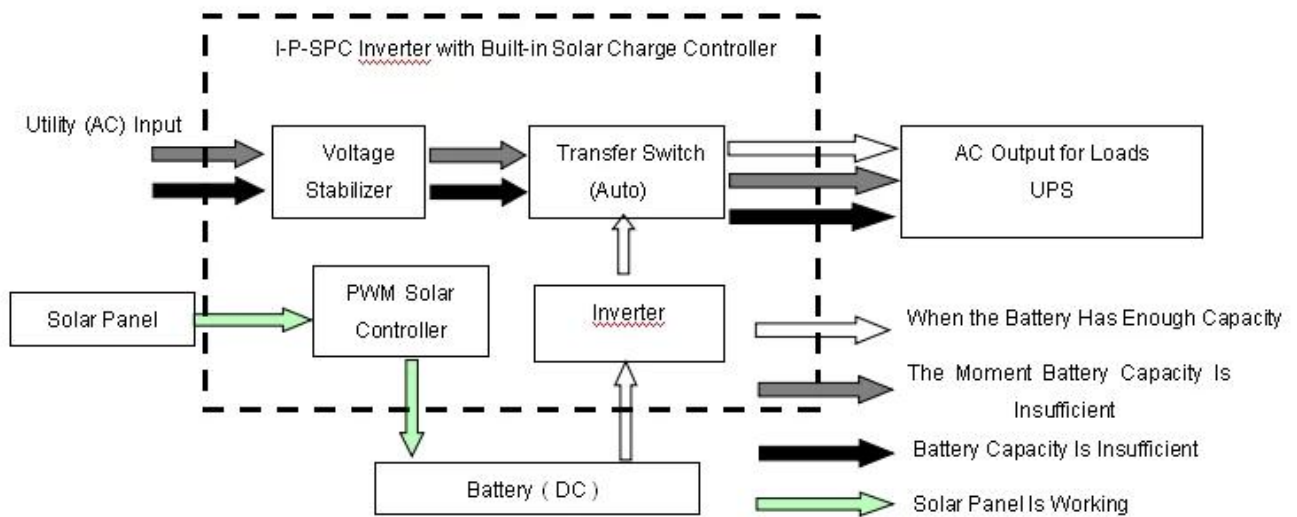 I-P-SPC Inverter with Built-in Solar Charge Controller
Utility (AC) Input
Voltage
Stabilizer
Transfer Switch
(Auto)
AC Output for Loads
UPS
Solar Panel
PWM Solar
Controller
Inverter
Battery ( DC )
When the Battery Has Enough Capacity
The Moment Battery Capacity Is
Insufficient
Battery Capacity Is Insufficient
Solar Panel Is Working